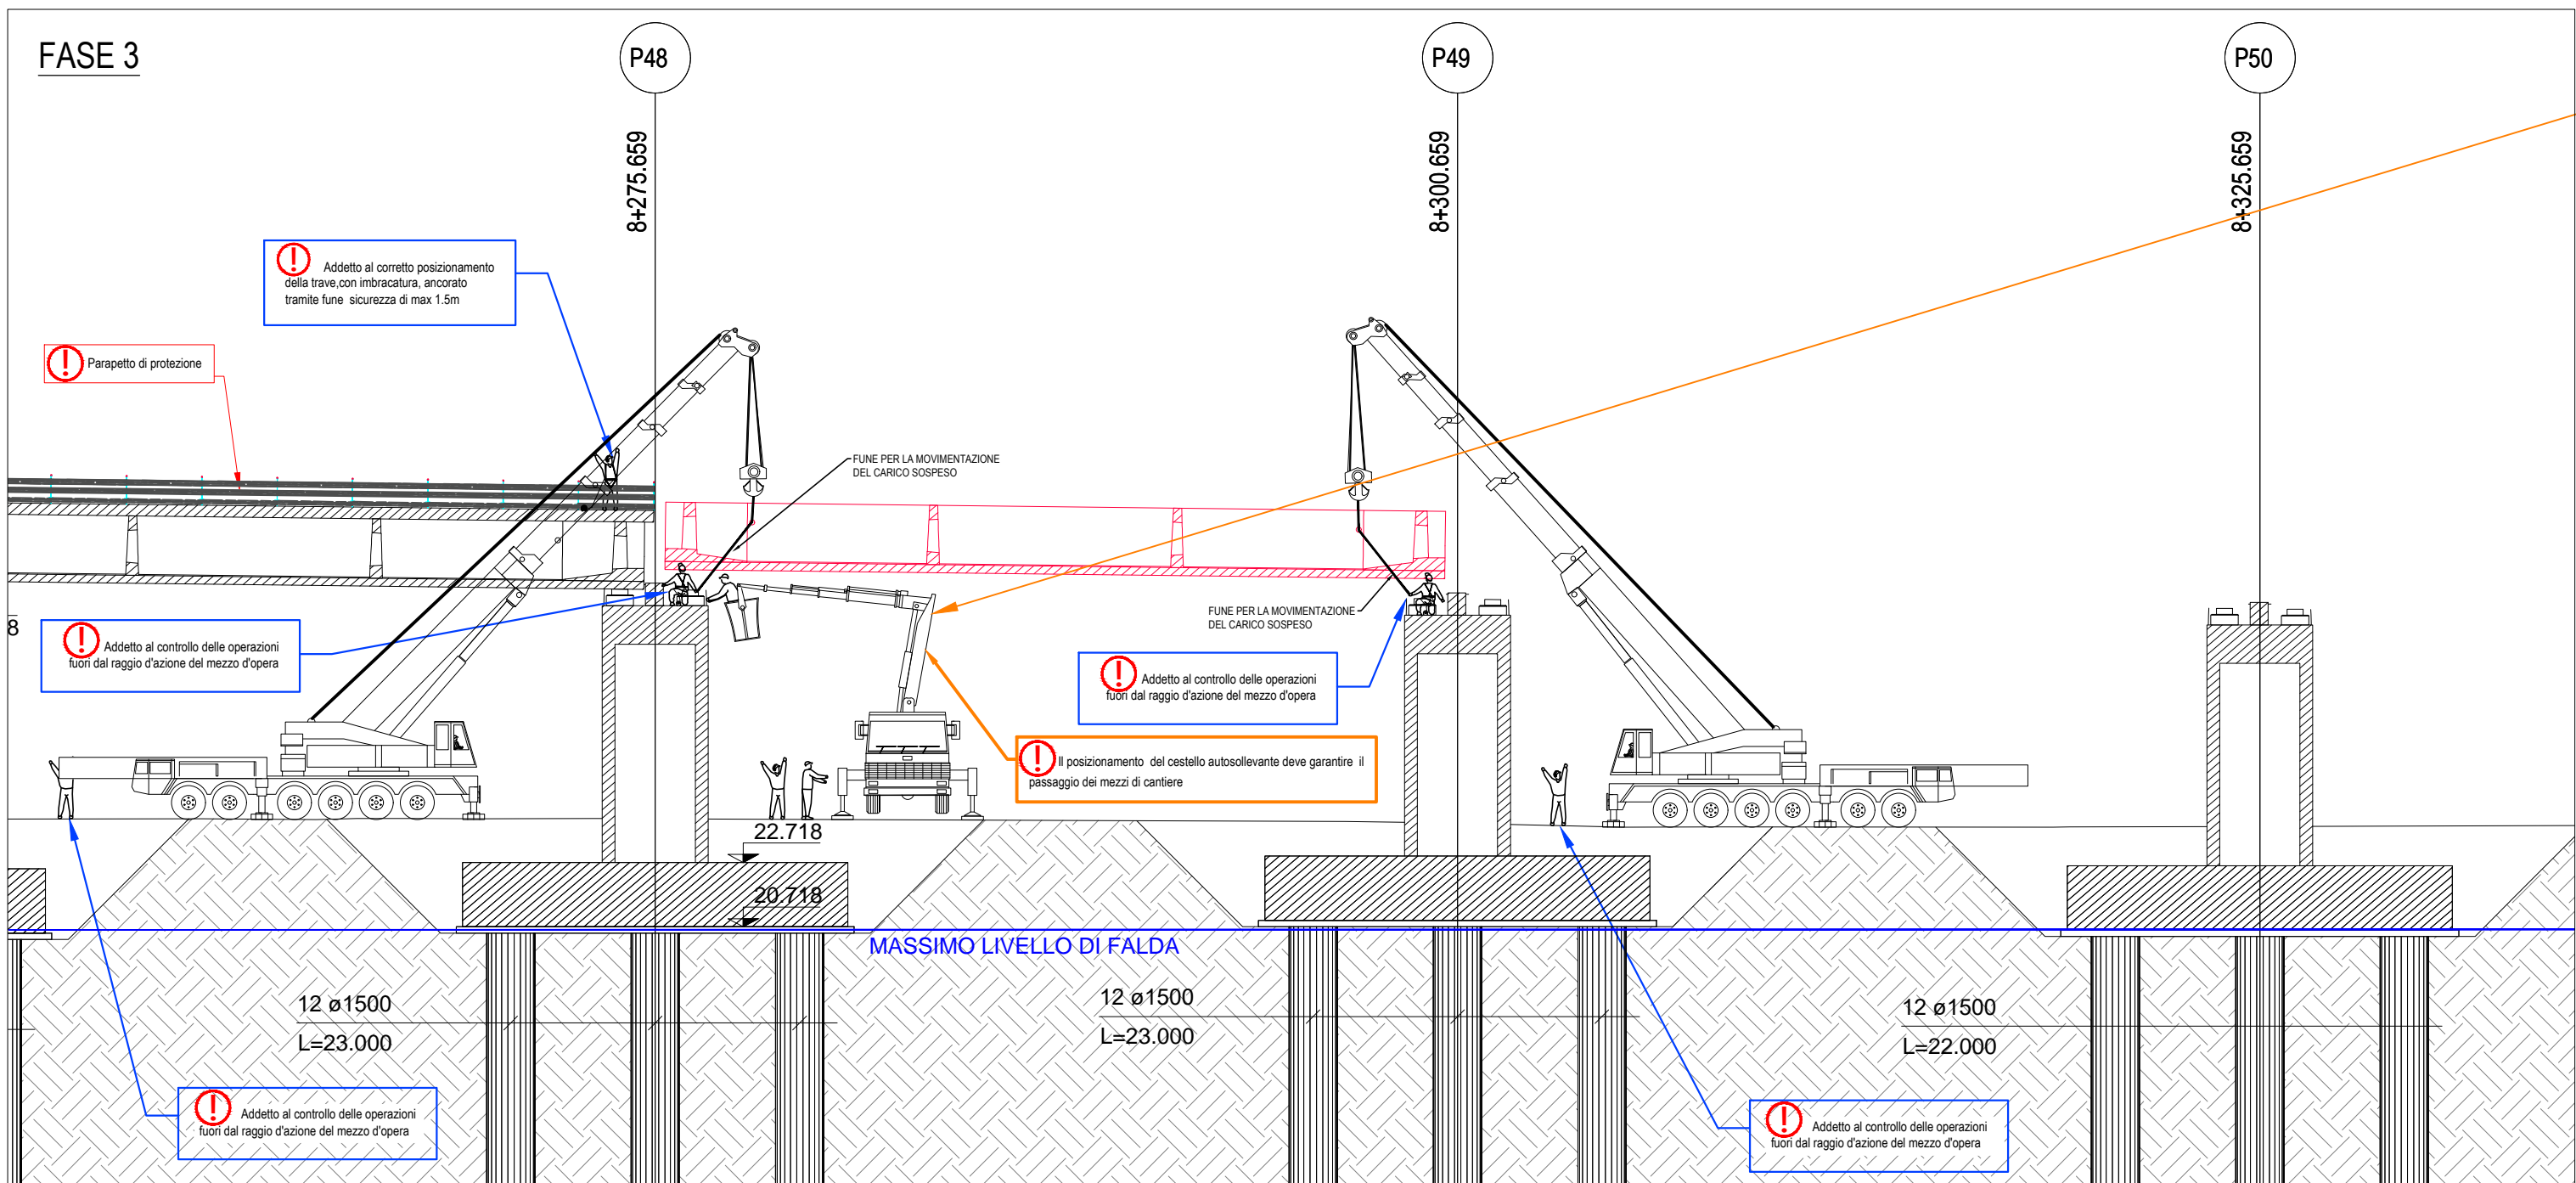 FASE 3
P48
P49
P50
8+275.659
8+300.659
8+325.659
Addetto al corretto posizionamento
della trave,con imbracatura, ancorato
tramite fune sicurezza di max 1.5m
Parapetto di protezione
FUNE PER LA MOVIMENTAZIONE
DEL CARICO SOSPESO
FUNE PER LA MOVIMENTAZIONE
DEL CARICO SOSPESO
8
Addetto al controllo delle operazioni
fuori dal raggio d'azione del mezzo d'opera
Addetto al controllo delle operazioni
fuori dal raggio d'azione del mezzo d'opera
Il posizionamento del cestello autosollevante deve garantire il
passaggio dei mezzi di cantiere
22.718
20.718
MASSIMO LIVELLO DI FALDA
12 ø1500
L=23.000
12 ø1500
L=23.000
12 ø1500
L=22.000
Addetto al controllo delle operazioni
fuori dal raggio d'azione del mezzo d'opera
Addetto al controllo delle operazioni
fuori dal raggio d'azione del mezzo d'opera